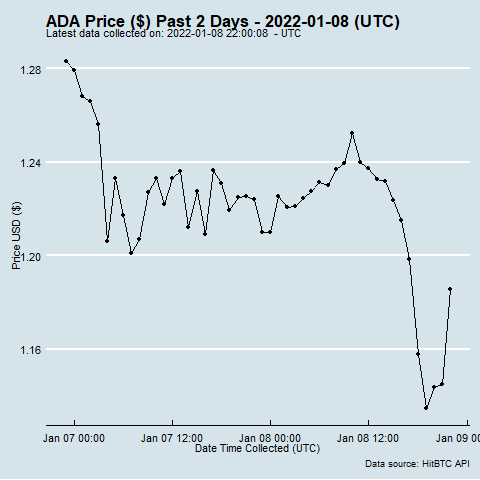 ADA Price ($) Past 2 Days - 2022-01-08 (UTC)
Latest data collected on: 2022-01-08 22:00:08 - UTC
1.28
1.24
1.20
1.16
Price USD ($)
Jan 07 00:00 Jan 07 12:00 Jan 08 00:00 Jan 08 12:00 Jan 09 00
Date Time Collected (UTC)
Data source: HitBTC API